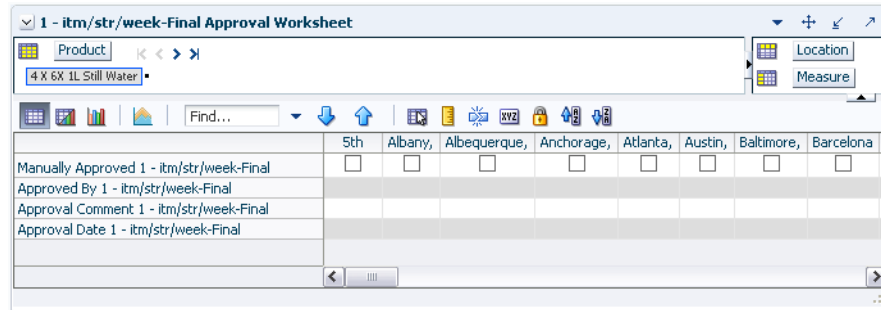 1 - itm/str/week-Final Approval Worksheet
Product
Location
4 X 6X 1L Still Water
Measure
Find...
XYZ
5th Albany, Albequerque, Anchorage, Atlanta, Austin, Baltimore, Barcelona
Manually Approved 1 - itm/str/week-Final
Approved By 1 - itm/str/week-Final
Approval Comment 1 - itm/str/week-Final
Approval Date 1 - itm/str/week-Final